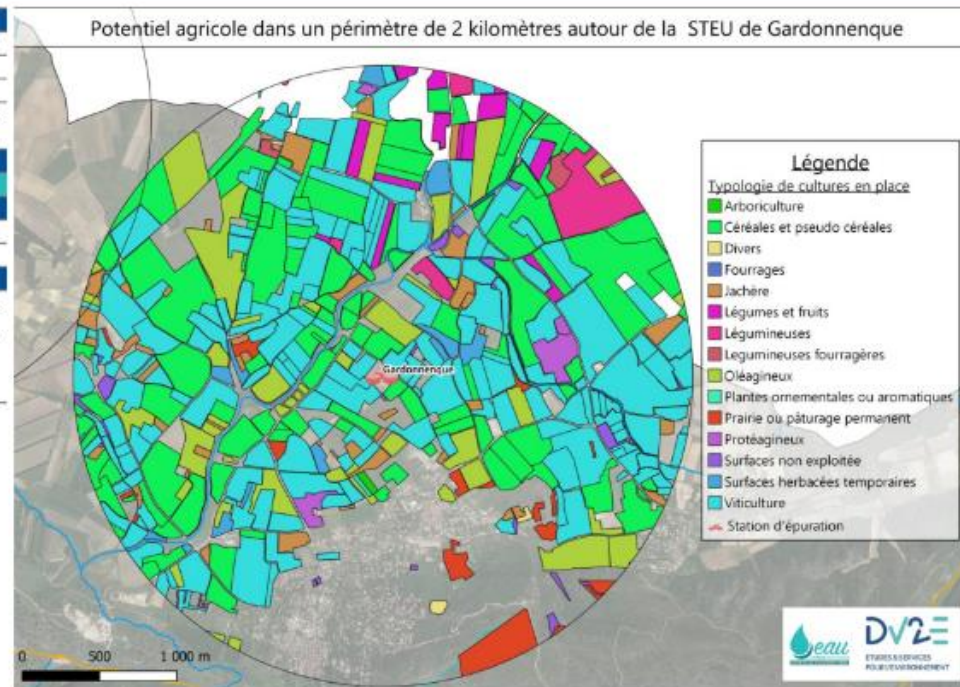 Potentiel agricole dans un périmètre de 2 kilomètres autour de la STEU de Gardonnenque
Gardonnenque
Légende
Typologie de cultures en place
Arboriculture
Céréales et pseudo céréales
Divers
Fourrages
Jachère
Légumes et fruits
Légumineuses
Legumineuses fourragères
Oléagineux
Plantes ornementales ou aromatiques
Prairie ou pâturage permanent
Protéagineux
Surfaces non exploitée
Surfaces herbacées temporaires
Viticulture
Station d'épuration
0 500 1 000 m
eau
DV2E
ETUDES & SERVICES